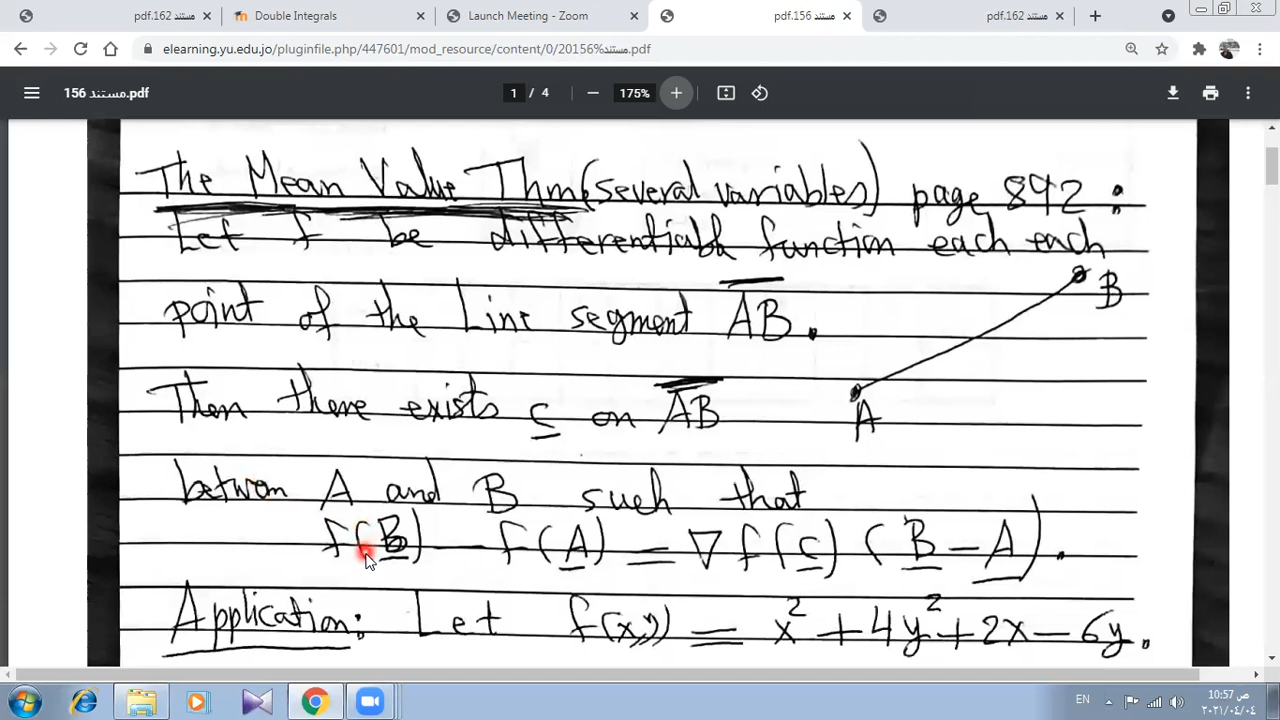 مستند 162.pdf
Double Integrals
Launch Meeting - Zoom
مستند 156.pdf
مستند 162.pdf
elearning.yu.edu.jo/pluginfile.php/447601/mod_resource/content/0/20156%مستند.pdf
مستند 156.pdf
1 / 4
175%
The Mean Value Thm (several variables) page 892 :
Let f be differentiable function each each
point of the Line segment AB.
B
Then there exists c on AB
A
between A and B such that
f(B) - f(A) = ∇f(c) (B - A).
Application: Let f(x,y) = x² + 4y² + 2x - 6y.
EN
10:57 ص
٢٠٢١/٠٤/٠٤